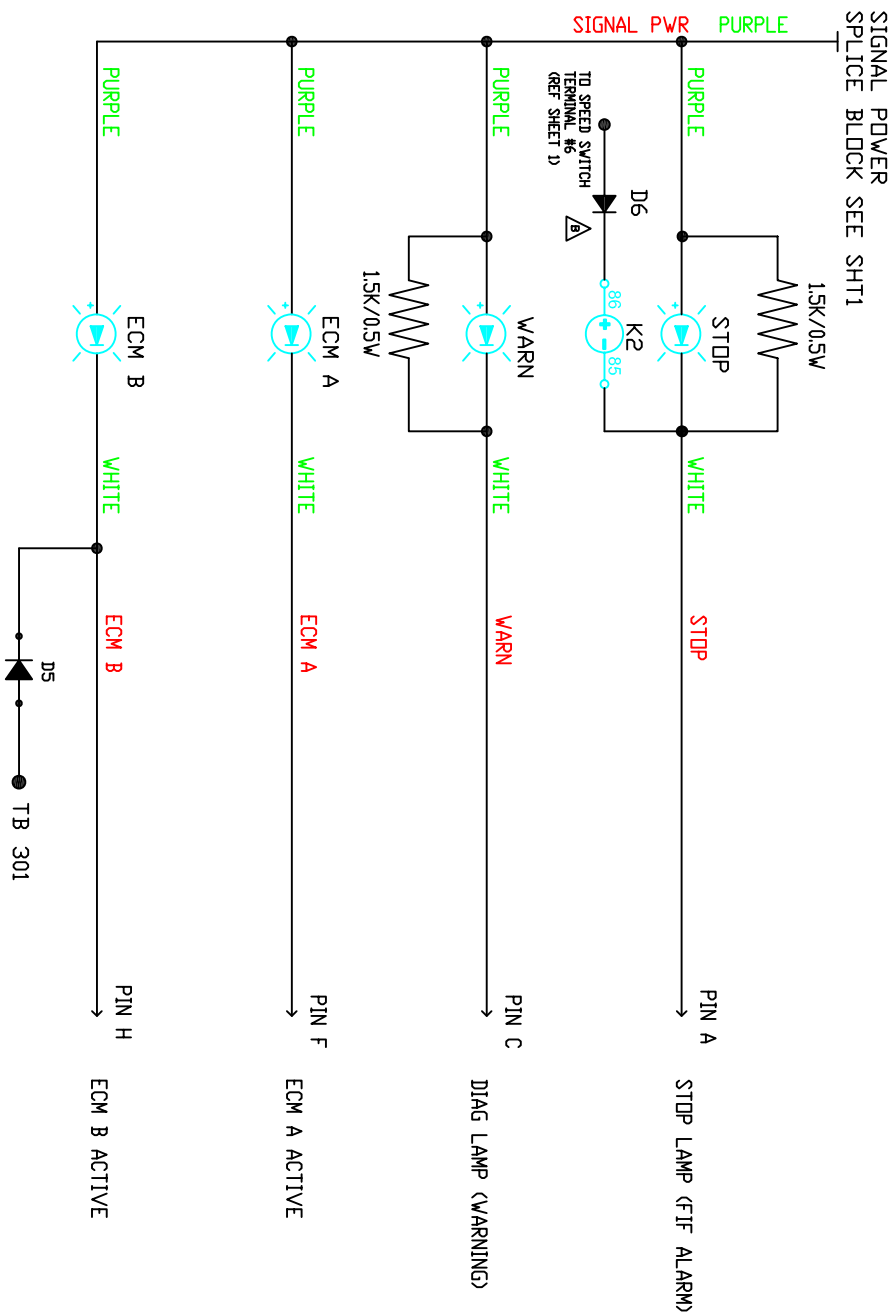 SIGNAL POWER
SPLICE BLOCK SEE SHT1
SIGNAL PWR
PURPLE
1.5K/0.5W
PURPLE
STOP
WHITE
STOP
PIN A
STOP LAMP (FIF ALARM)
TO SPEED SWITCH
TERMINAL #6
(REF SHEET 1)
D6
B
86
+
-
85
K2
PURPLE
+
WARN
WHITE
WARN
PIN C
DIAG LAMP (WARNING)
1.5K/0.5W
PURPLE
+
ECM A
WHITE
ECM A
PIN F
ECM A ACTIVE
PURPLE
+
ECM B
WHITE
ECM B
PIN H
ECM B ACTIVE
D5
TB 301